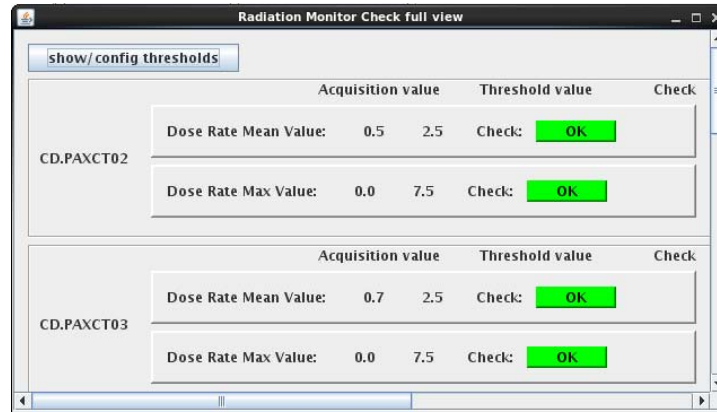 Radiation Monitor Check full view
show/config thresholds
Acquisition value Threshold value Check
Dose Rate Mean Value: 0.5 2.5 Check: OK
CD.PAXCT02
Dose Rate Max Value: 0.0 7.5 Check: OK
Acquisition value Threshold value Check
Dose Rate Mean Value: 0.7 2.5 Check: OK
CD.PAXCT03
Dose Rate Max Value: 0.0 7.5 Check: OK